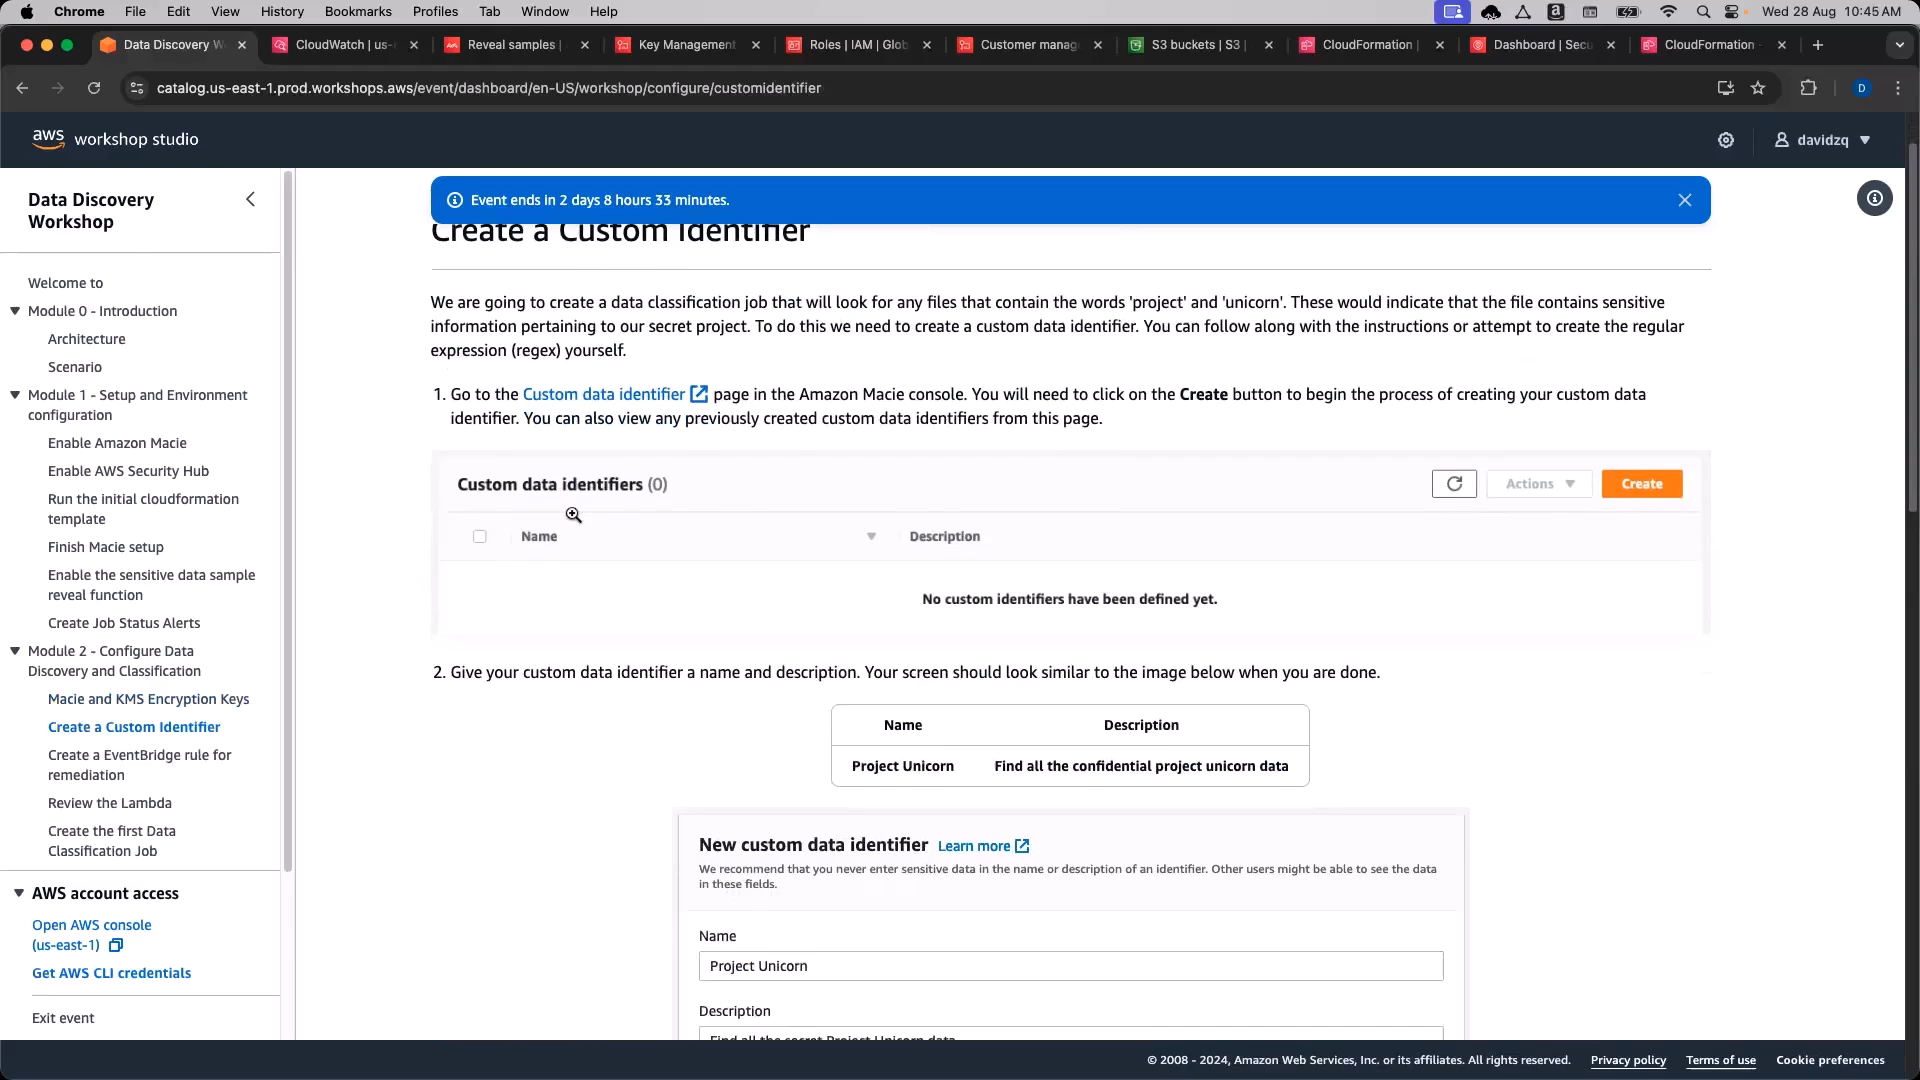 Chrome File Edit View History Bookmarks Profiles Tab Window Help Wed 28 Aug 10:45 AM
Data Discovery W
CloudWatch | us-
Reveal samples |
Key Management
Roles | IAM | Glob
Customer manag
S3 buckets | S3 |
CloudFormation |
Dashboard | Secu
CloudFormation -
catalog.us-east-1.prod.workshops.aws/event/dashboard/en-US/workshop/configure/customidentifier
D
aws workshop studio
davidzq
Data Discovery
Workshop
Welcome to
Module 0 - Introduction
Architecture
Scenario
Module 1 - Setup and Environment
configuration
Enable Amazon Macie
Enable AWS Security Hub
Run the initial cloudformation
template
Finish Macie setup
Enable the sensitive data sample
reveal function
Create Job Status Alerts
Module 2 - Configure Data
Discovery and Classification
Macie and KMS Encryption Keys
Create a Custom Identifier
Create a EventBridge rule for
remediation
Review the Lambda
Create the first Data
Classification Job
AWS account access
Open AWS console
(us-east-1)
Get AWS CLI credentials
Exit event
Event ends in 2 days 8 hours 33 minutes.
Create a Custom Identifier
We are going to create a data classification job that will look for any files that contain the words 'project' and 'unicorn'. These would indicate that the file contains sensitive
information pertaining to our secret project. To do this we need to create a custom data identifier. You can follow along with the instructions or attempt to create the regular
expression (regex) yourself.
1. Go to the Custom data identifier page in the Amazon Macie console. You will need to click on the Create button to begin the process of creating your custom data
identifier. You can also view any previously created custom data identifiers from this page.
Custom data identifiers (0)
Actions
Create
Name
Description
No custom identifiers have been defined yet.
2. Give your custom data identifier a name and description. Your screen should look similar to the image below when you are done.
Name Description
Project Unicorn Find all the confidential project unicorn data
New custom data identifier Learn more
We recommend that you never enter sensitive data in the name or description of an identifier. Other users might be able to see the data
in these fields.
Name
Project Unicorn
Description
Find all the secret Project Unicorn data
© 2008 - 2024, Amazon Web Services, Inc. or its affiliates. All rights reserved. Privacy policy Terms of use Cookie preferences